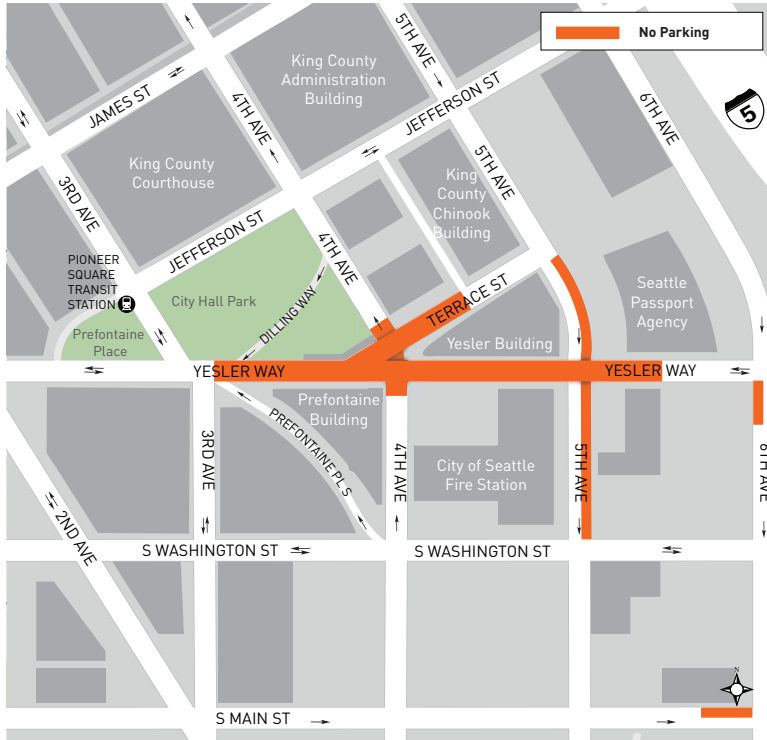 No Parking
5TH AVE
King County
Administration
Building
JAMES ST
4TH AVE
JEFFERSON ST
6TH AVE
5
King County
Courthouse
King
County
Chinook
Building
5TH AVE
3RD AVE
JEFFERSON ST
4TH AVE
PIONEER
SQUARE
TRANSIT
STATION
City Hall Park
DILLING WAY
TERRACE ST
Seattle
Passport
Agency
Prefontaine
Place
Yesler Building
YESLER WAY
YESLER WAY
Prefontaine
Building
PREFONTAINE PL S
3RD AVE
4TH AVE
City of Seattle
Fire Station
5TH AVE
6TH AVE
2ND AVE
S WASHINGTON ST
S WASHINGTON ST
N
S MAIN ST